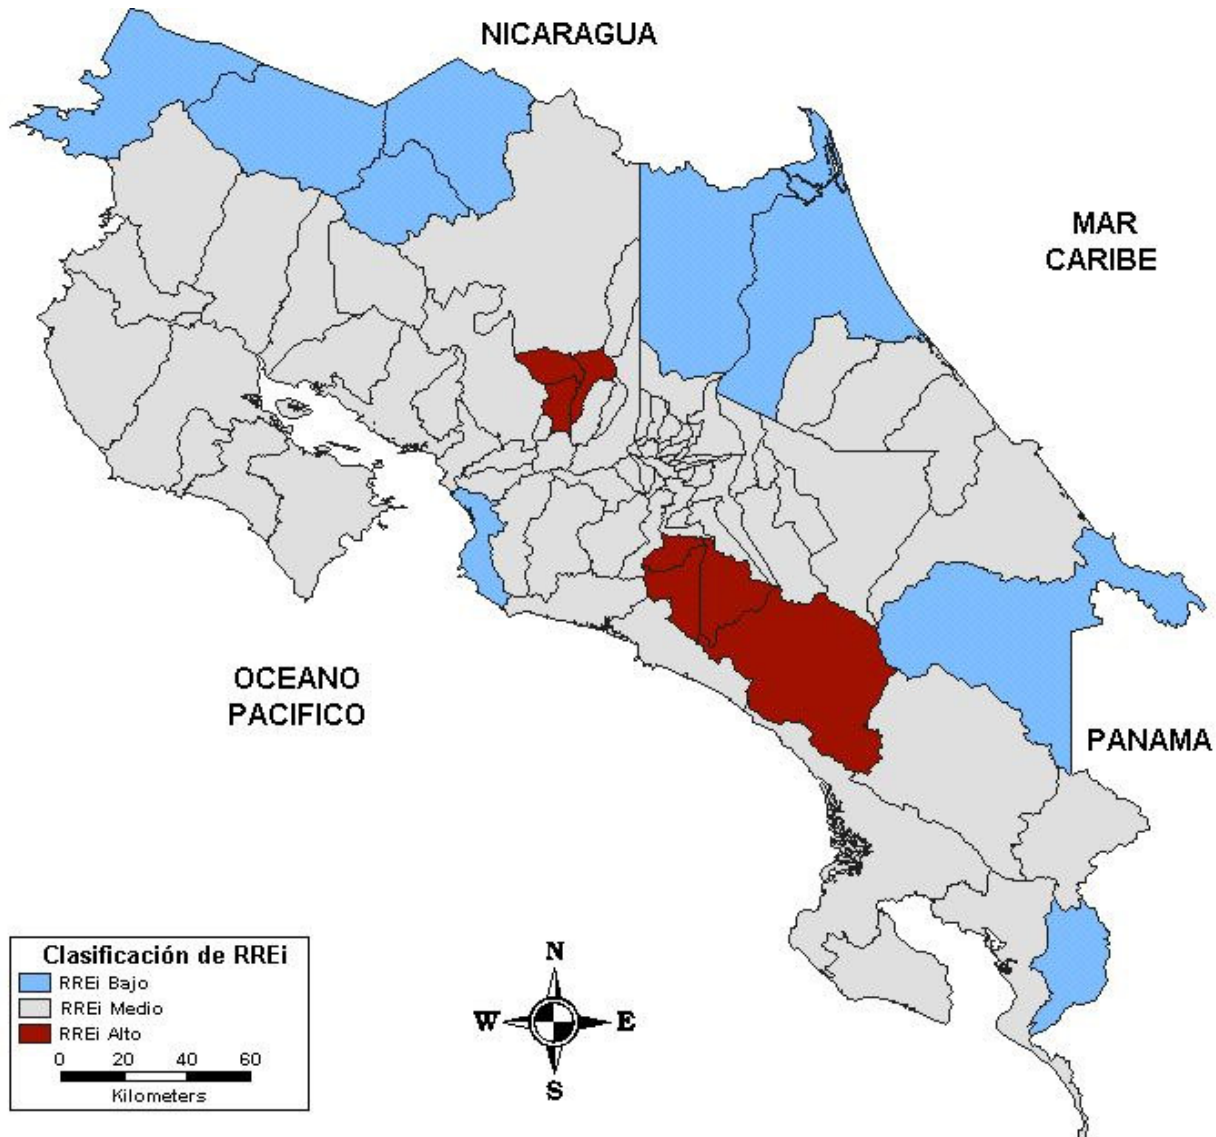 NICARAGUA
MAR
CARIBE
OCEANO
PACIFICO
PANAMA
Clasificación de RREi
RREi Bajo
RREi Medio
RREi Alto
0 20 40 60
Kilometers
N
W E
S